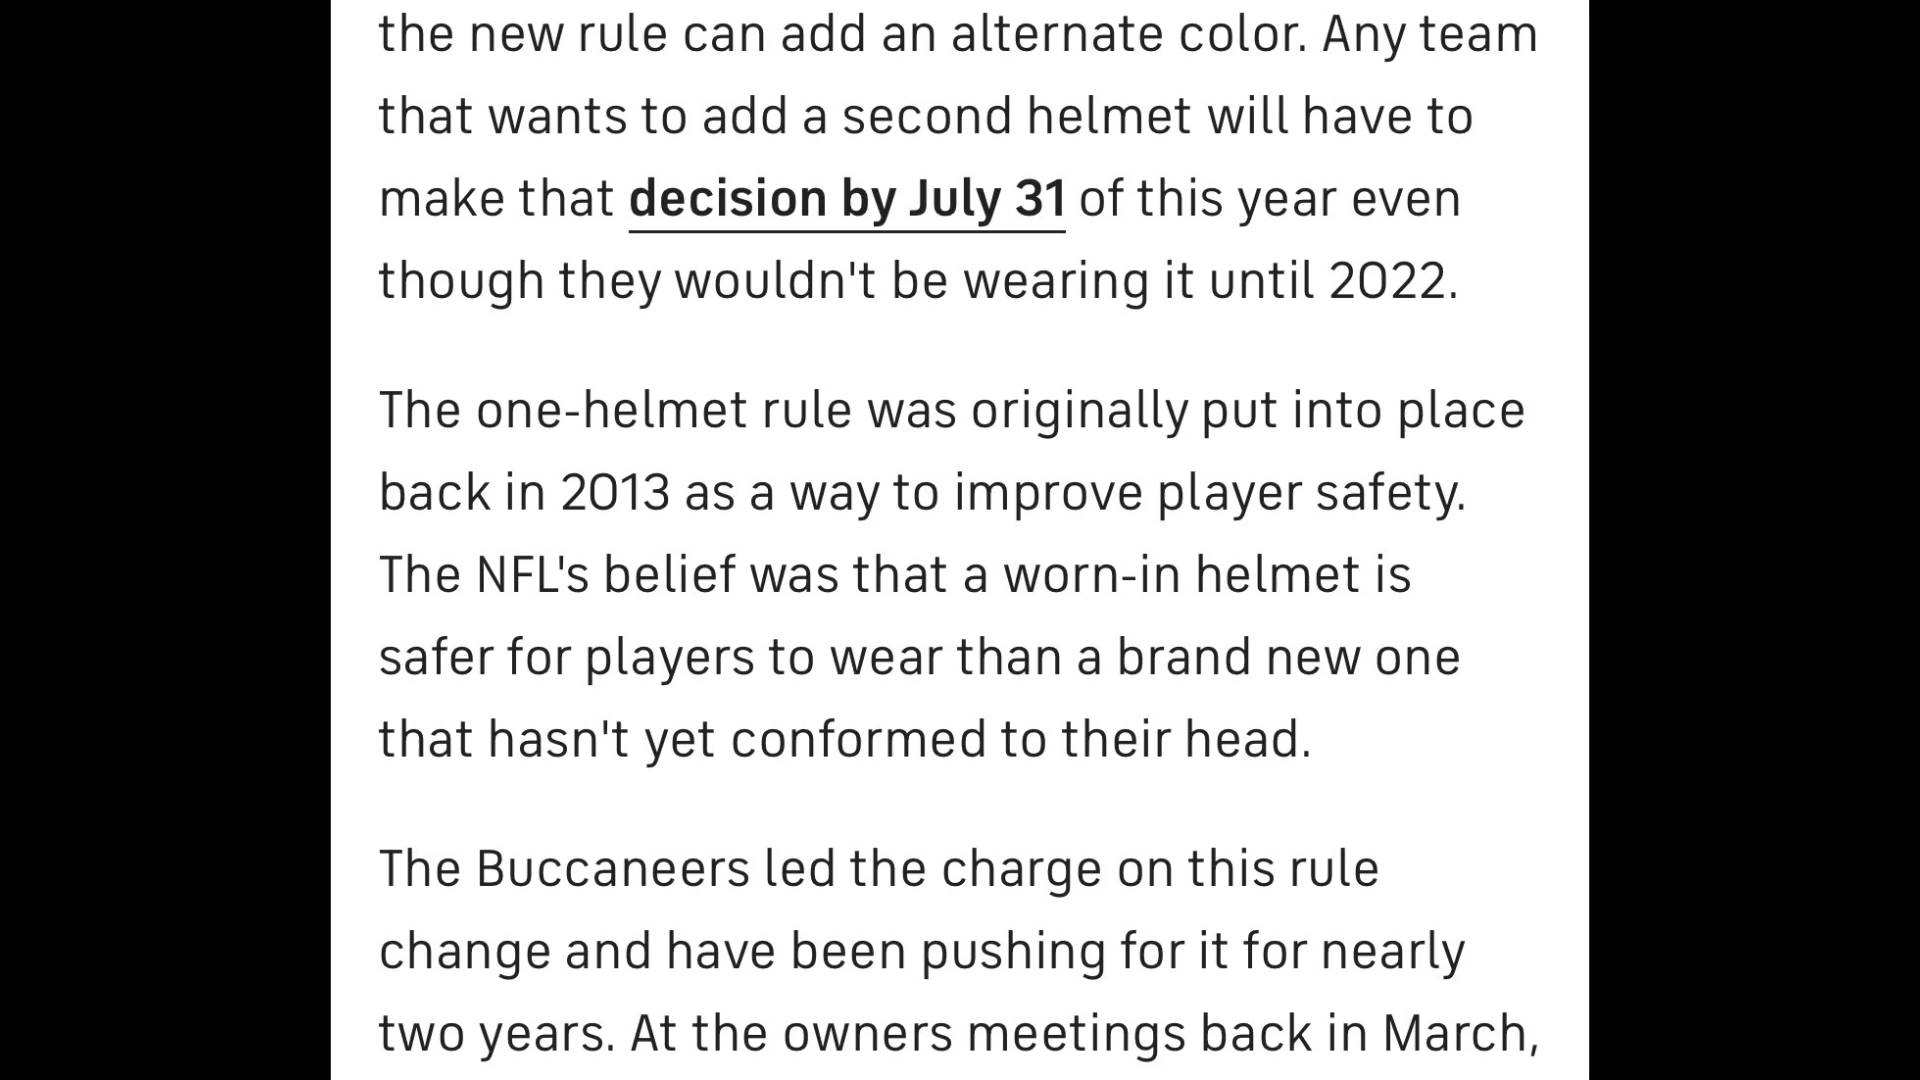 the new rule can add an alternate color. Any team
that wants to add a second helmet will have to
make that decision by July 31 of this year even
though they wouldn't be wearing it until 2022.
The one-helmet rule was originally put into place
back in 2013 as a way to improve player safety.
The NFL's belief was that a worn-in helmet is
safer for players to wear than a brand new one
that hasn't yet conformed to their head.
The Buccaneers led the charge on this rule
change and have been pushing for it for nearly
two years. At the owners meetings back in March,